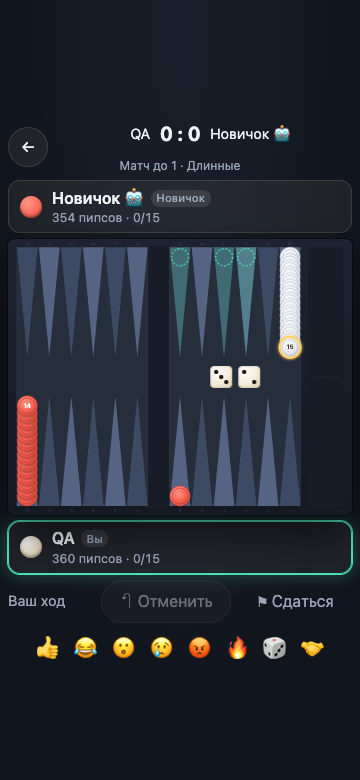 QA 0:0 Новичок
Матч до 1 · Длинные
Новичок Новичок
354 пипсов · 0/15
15
14
QA Вы
360 пипсов · 0/15
Ваш ход Отменить Сдаться